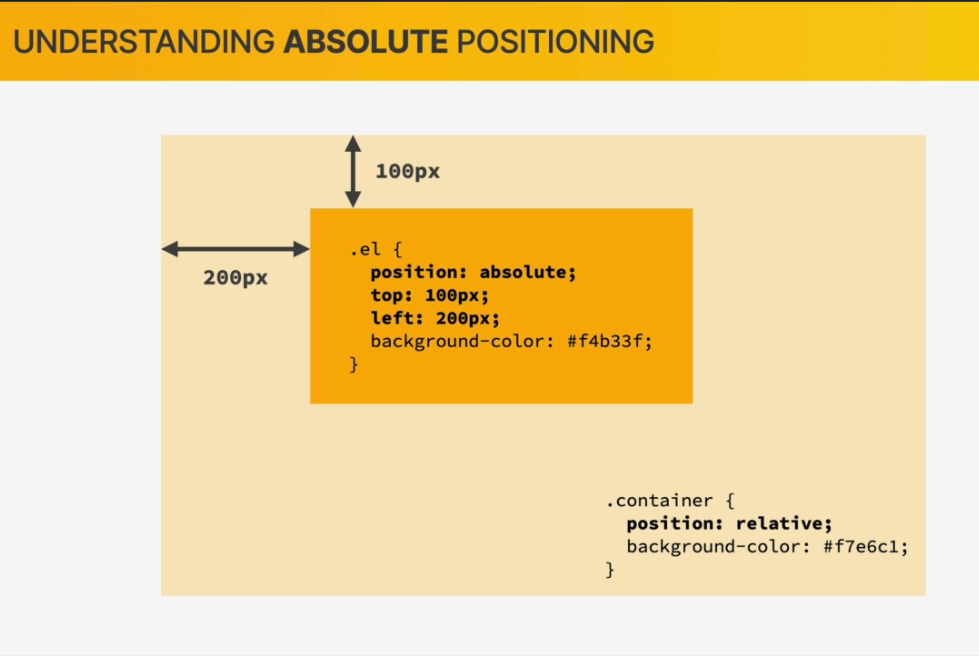 UNDERSTANDING ABSOLUTE POSITIONING
100px
200px
.el {
position: absolute;
top: 100px;
left: 200px;
background-color: #f4b33f;
}
.container {
position: relative;
background-color: #f7e6c1;
}